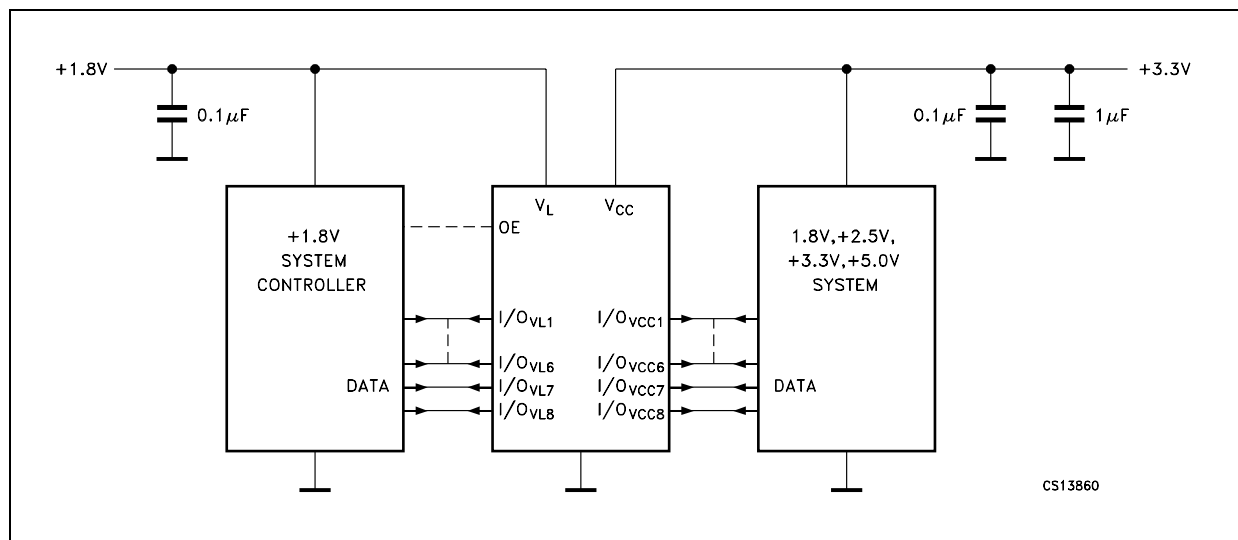 +1.8V
+3.3V
0.1μF
0.1μF
1μF
+1.8V
SYSTEM
CONTROLLER
DATA
VL
VCC
OE
I/OVL1
I/OVCC1
I/OVL6
I/OVCC6
I/OVL7
I/OVCC7
I/OVL8
I/OVCC8
1.8V,+2.5V,
+3.3V,+5.0V
SYSTEM
DATA
CS13860